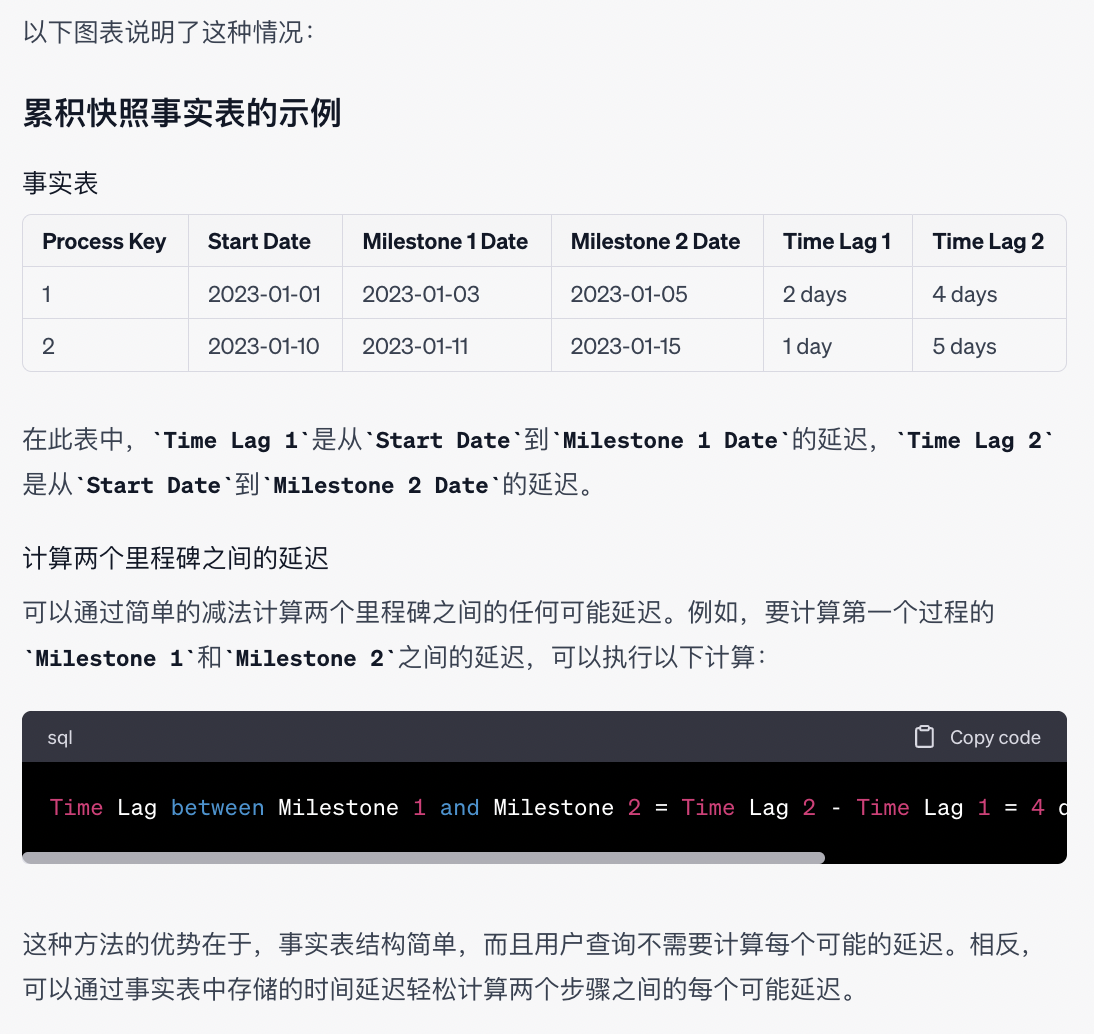 以下图表说明了这种情况：
累积快照事实表的示例
事实表
Process Key Start Date Milestone 1 Date Milestone 2 Date Time Lag 1 Time Lag 2
1 2023-01-01 2023-01-03 2023-01-05 2 days 4 days
2 2023-01-10 2023-01-11 2023-01-15 1 day 5 days
在此表中，`Time Lag 1`是从`Start Date`到`Milestone 1 Date`的延迟，`Time Lag 2`
是从`Start Date`到`Milestone 2 Date`的延迟。
计算两个里程碑之间的延迟
可以通过简单的减法计算两个里程碑之间的任何可能延迟。例如，要计算第一个过程的
`Milestone 1`和`Milestone 2`之间的延迟，可以执行以下计算：
sql Copy code
Time Lag between Milestone 1 and Milestone 2 = Time Lag 2 - Time Lag 1 = 4
这种方法的优势在于，事实表结构简单，而且用户查询不需要计算每个可能的延迟。相反，
可以通过事实表中存储的时间延迟轻松计算两个步骤之间的每个可能延迟。